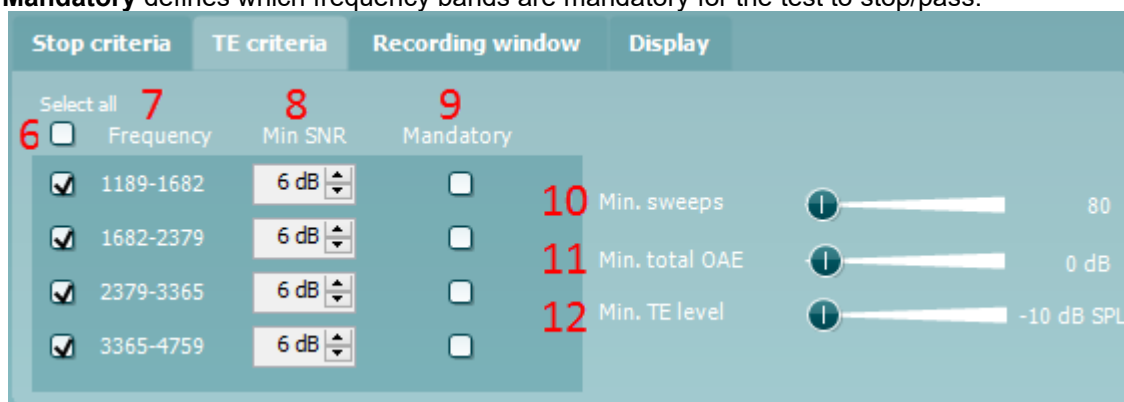 Mandatory defines which frequency bands are mandatory for the test to stop/pass.
Stop criteria TE criteria Recording window Display
Select all 7 8 9
6 Frequency Min SNR Mandatory
1189-1682 6 dB
10 Min. sweeps 80
1682-2379 6 dB
11 Min. total OAE 0 dB
2379-3365 6 dB
12 Min. TE level -10 dB SPL
3365-4759 6 dB